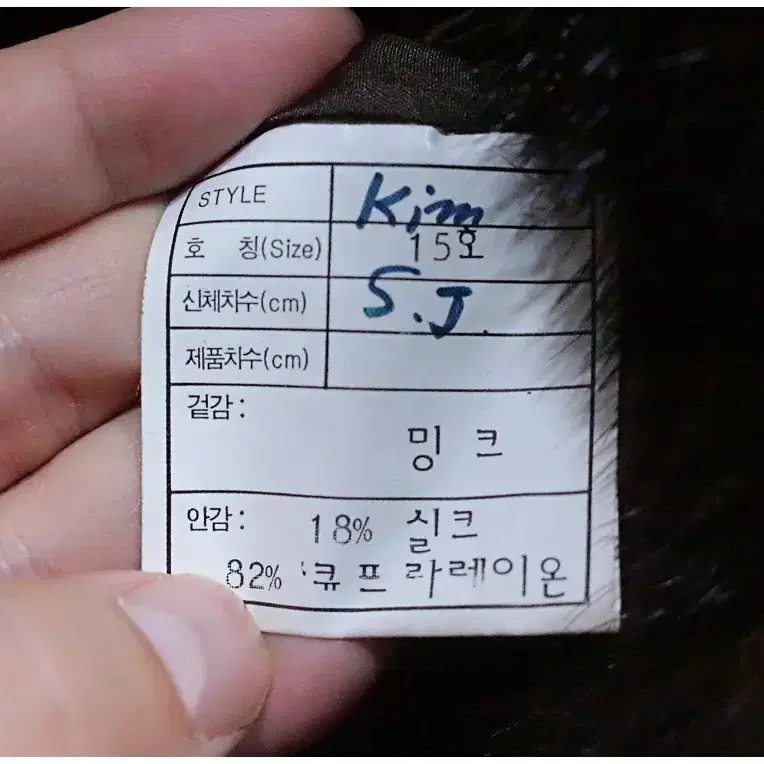 STYLE Kim
호 칭(Size) 15호
신체치수(cm) S.J.
제품치수(cm)
겉감:
밍크
안감: 18% 실크
82% 큐프라레이온